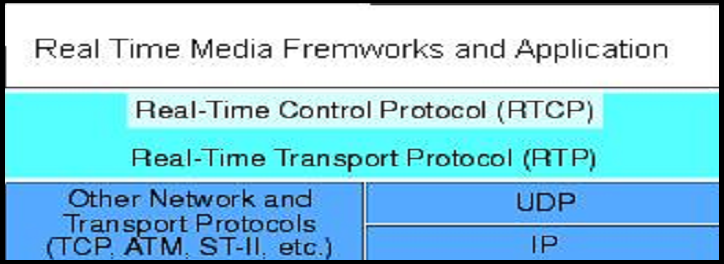 Real Time Media Fremworks and Application
Real-Time Control Protocol (RTCP)
Real-Time Transport Protocol (RTP)
Other Network and
Transport Protocols
(TCP, ATM, ST-II, etc.)
UDP
IP